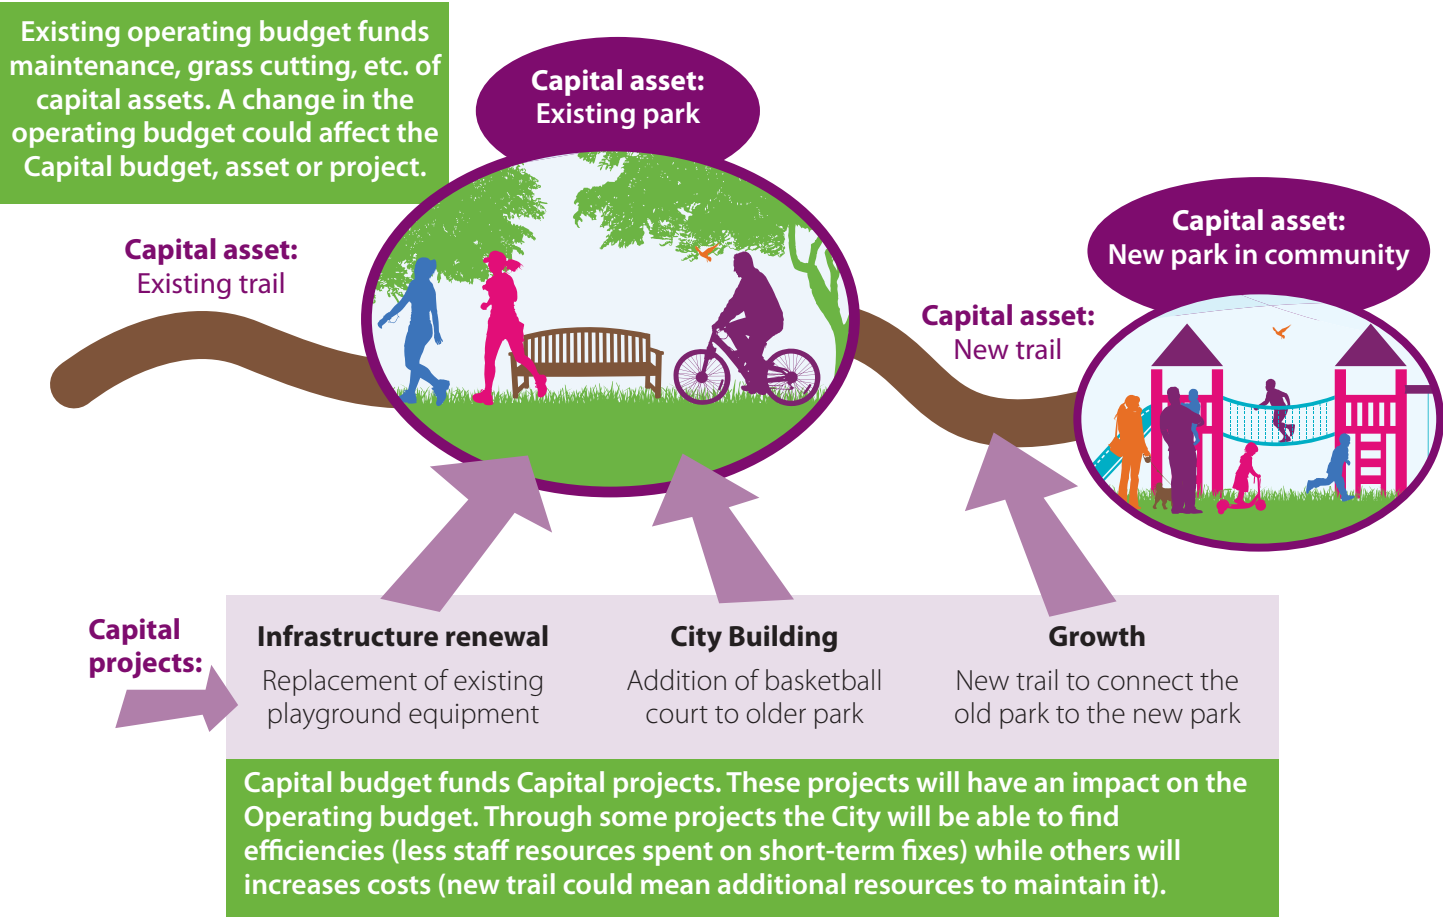 Existing operating budget funds
maintenance, grass cutting, etc. of
capital assets. A change in the
operating budget could affect the
Capital budget, asset or project.
Capital asset:
Existing park
Capital asset:
Existing trail
Capital asset:
New park in community
Capital asset:
New trail
Capital
projects:
Infrastructure renewal
Replacement of existing
playground equipment
City Building
Addition of basketball
court to older park
Growth
New trail to connect the
old park to the new park
Capital budget funds Capital projects. These projects will have an impact on the
Operating budget. Through some projects the City will be able to find
efficiencies (less staff resources spent on short-term fixes) while others will
increases costs (new trail could mean additional resources to maintain it).